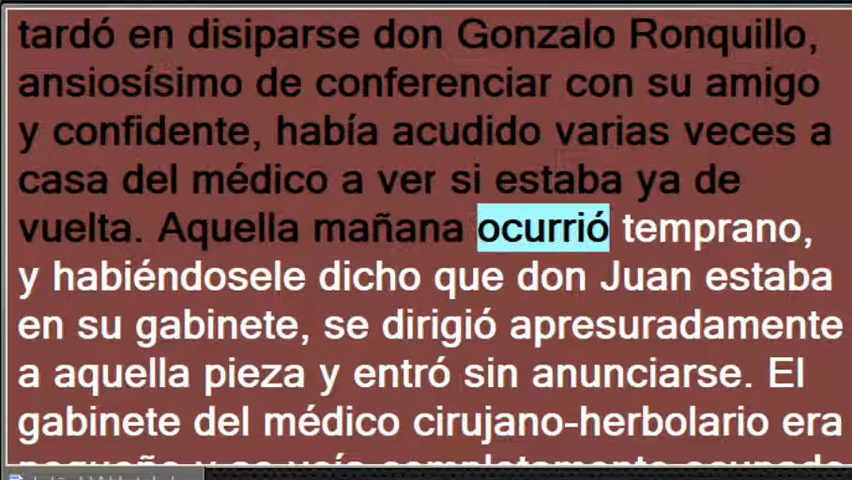 tardó en disiparse don Gonzalo Ronquillo,
ansiosísimo de conferenciar con su amigo
y confidente, había acudido varias veces a
casa del médico a ver si estaba ya de
vuelta. Aquella mañana ocurrió temprano,
y habiéndosele dicho que don Juan estaba
en su gabinete, se dirigió apresuradamente
a aquella pieza y entró sin anunciarse. El
gabinete del médico cirujano-herbolario era